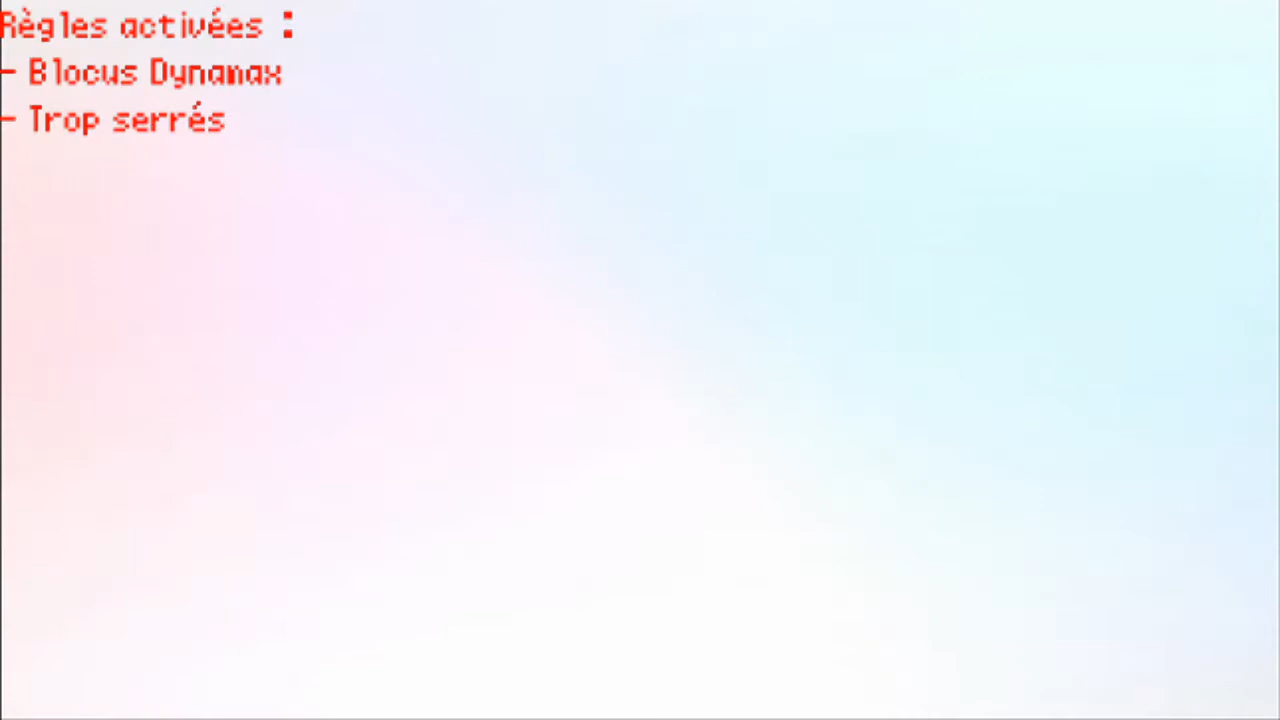 Règles activées :
- Blocus Dynamax
- Trop serrés